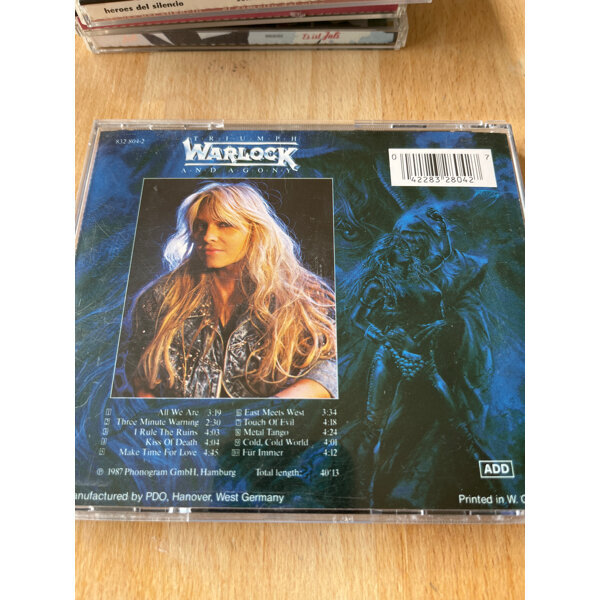 heroes del silencio
832 804-2
TRIUMPH
WARLOCK
AND AGONY
0 42283 28042 7
All We Are 3:19
Three Minute Warning 2:30
I Rule The Ruins 4:03
Kiss Of Death 4:04
Make Time For Love 4:45
East Meets West 3:34
Touch Of Evil 4:18
Metal Tango 4:24
Cold, Cold World 4:01
Für Immer 4:12
℗ 1987 Phonogram GmbH, Hamburg Total length: 40'13
ADD
anufactured by PDO, Hanover, West Germany
Printed in W. G